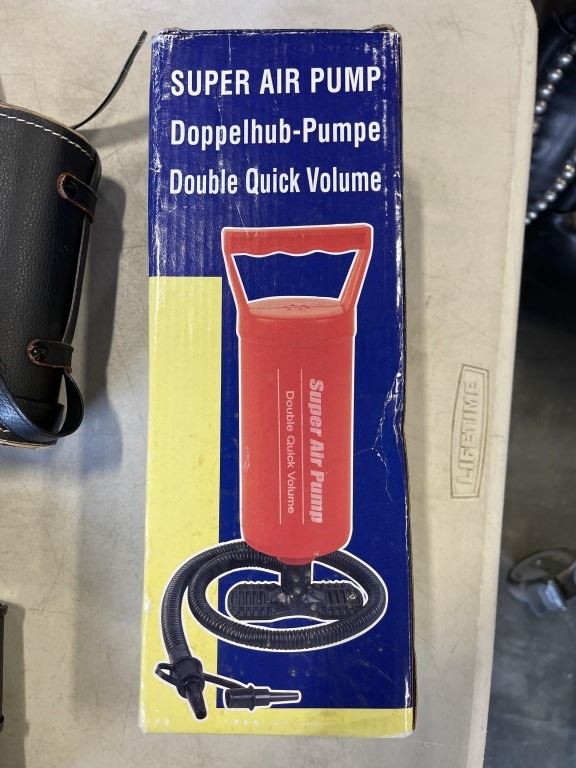 SUPER AIR PUMP
Doppelhub-Pumpe
Double Quick Volume
Super Air Pump
Double Quick Volume
LIFETIME